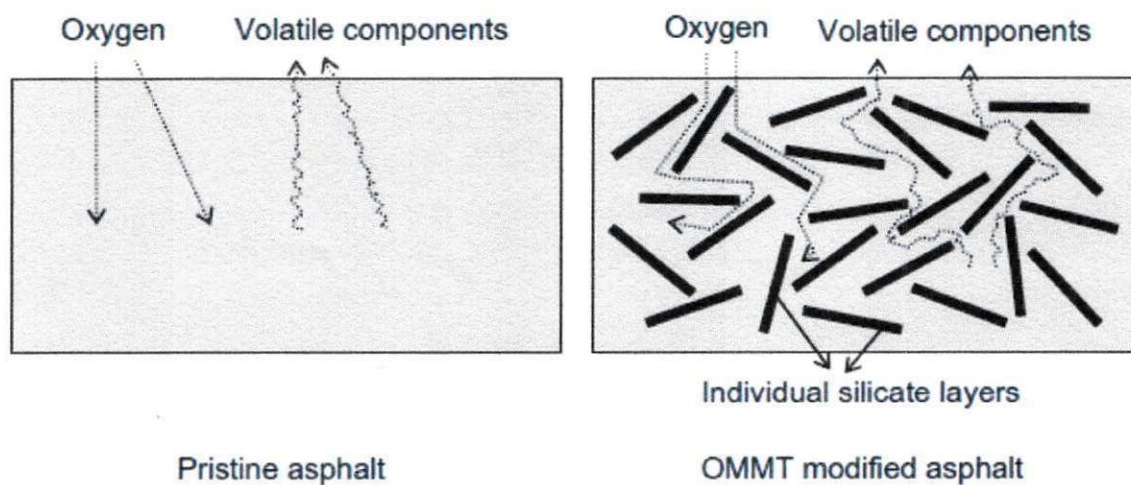 Oxygen Volatile components
Oxygen Volatile components
Individual silicate layers
Pristine asphalt
OMMT modified asphalt